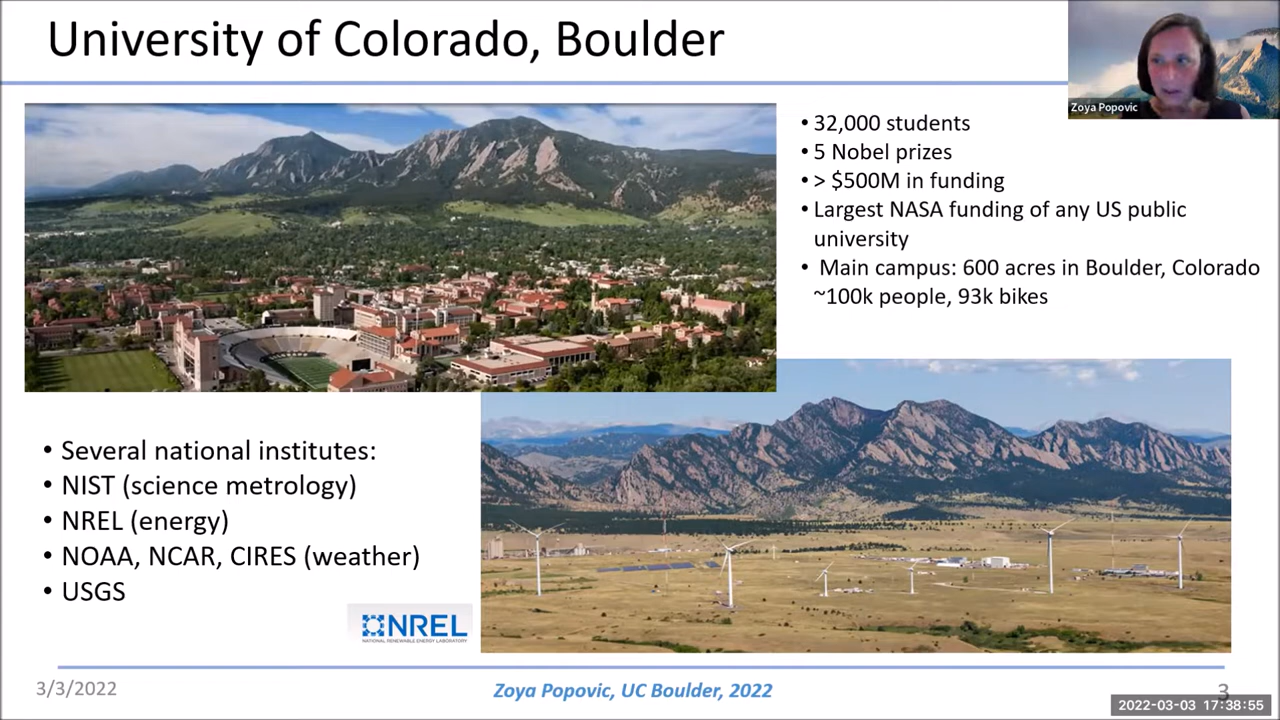 University of Colorado, Boulder
Zoya Popovic
• 32,000 students
• 5 Nobel prizes
• > $500M in funding
• Largest NASA funding of any US public
university
• Main campus: 600 acres in Boulder, Colorado
~100k people, 93k bikes
• Several national institutes:
• NIST (science metrology)
• NREL (energy)
• NOAA, NCAR, CIRES (weather)
• USGS
NREL
NATIONAL RENEWABLE ENERGY LABORATORY
3/3/2022
Zoya Popovic, UC Boulder, 2022
3
2022-03-03 17:38:55